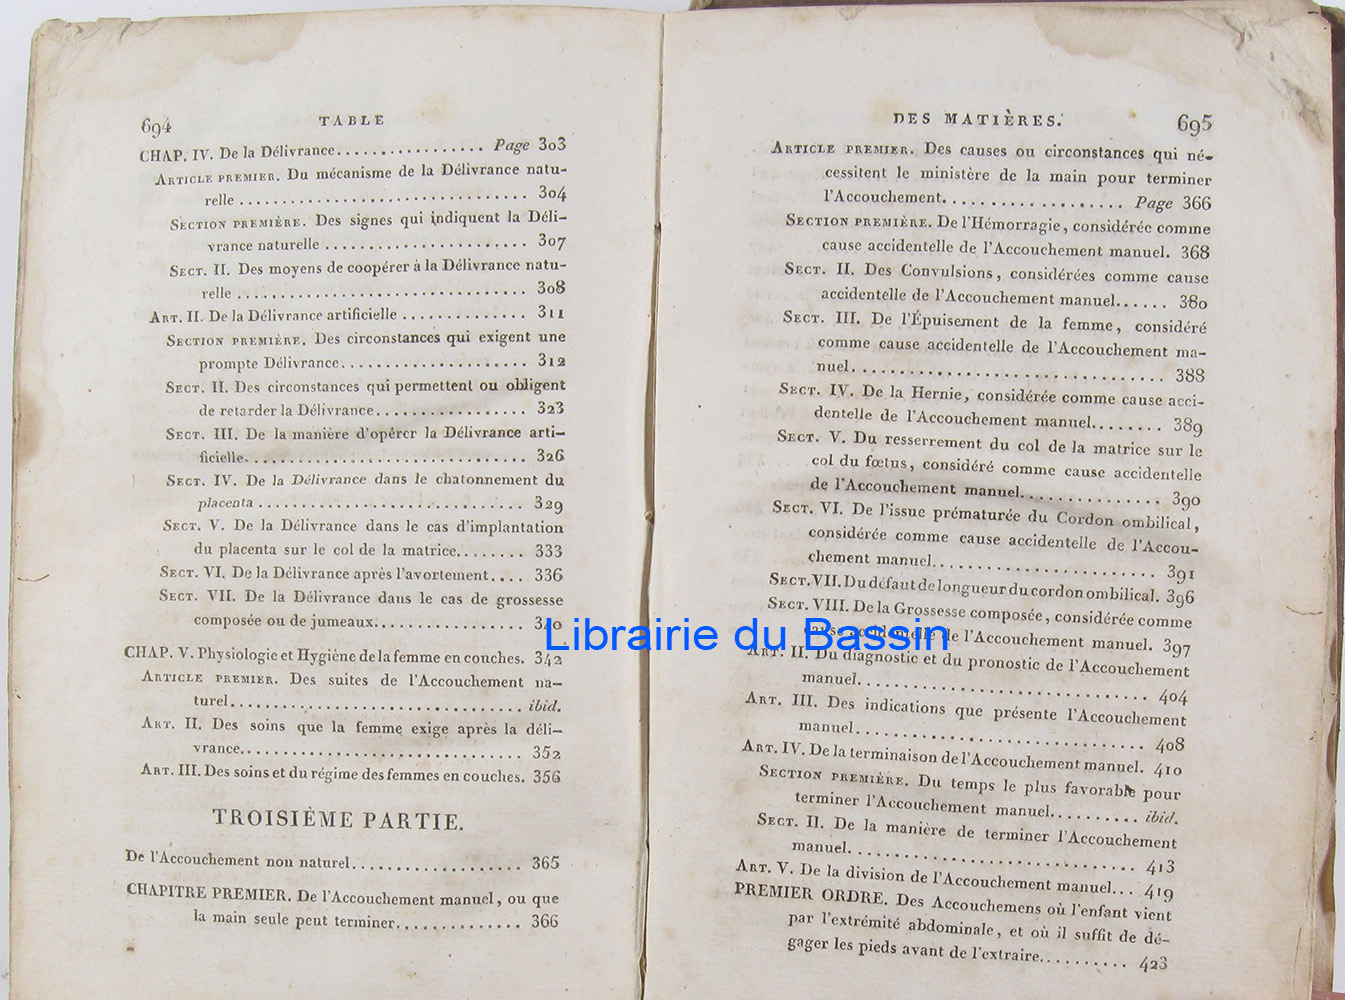 694 TABLE
CHAP. IV. De la Délivrance................. Page 303
ARTICLE PREMIER. Du mécanisme de la Délivrance natu-
relle ................................ 304
SECTION PREMIÈRE. Des signes qui indiquent la Déli-
vrance naturelle ....................... 307
SECT. II. Des moyens de coopérer à la Délivrance natu-
relle ................................ 308
ART. II. De la Délivrance artificielle .............. 311
SECTION PREMIÈRE. Des circonstances qui exigent une
prompte Délivrance..................... 312
SECT. II. Des circonstances qui permettent ou obligent
de retarder la Délivrance................. 323
SECT. III. De la manière d'opérer la Délivrance arti-
ficielle................................ 326
SECT. IV. De la Délivrance dans le chatonnement du
placenta .............................. 329
SECT. V. De la Délivrance dans le cas d'implantation
du placenta sur le col de la matrice........ 333
SECT. VI. De la Délivrance après l'avortement.... 336
SECT. VII. De la Délivrance dans le cas de grossesse
composée ou de jumeaux................. 340
CHAP. V. Physiologie et Hygiène de la femme en couches. 342
ARTICLE PREMIER. Des suites de l'Accouchement na-
turel................................. ibid.
ART. II. Des soins que la femme exige après la déli-
vrance................................ 352
ART. III. Des soins et du régime des femmes en couches. 356
TROISIÈME PARTIE.
De l'Accouchement non naturel................... 365
CHAPITRE PREMIER. De l'Accouchement manuel, ou que
la main seule peut terminer.............. 366
DES MATIÈRES. 695
ARTICLE PREMIER. Des causes ou circonstances qui né-
cessitent le ministère de la main pour terminer
l'Accouchement................... Page 366
SECTION PREMIÈRE. De l'Hémorragie, considérée comme
cause accidentelle de l'Accouchement manuel. 368
SECT. II. Des Convulsions, considérées comme cause
accidentelle de l'Accouchement manuel...... 380
SECT. III. De l'Épuisement de la femme, considéré
comme cause accidentelle de l'Accouchement ma-
nuel................................ 388
SECT. IV. De la Hernie, considérée comme cause acci-
dentelle de l'Accouchement manuel........ 389
SECT. V. Du resserrement du col de la matrice sur le
col du fœtus, considéré comme cause accidentelle
de l'Accouchement manuel............... 390
SECT. VI. De l'issue prématurée du Cordon ombilical,
considérée comme cause accidentelle de l'Accou-
chement manuel....................... 391
SECT. VII. Du défaut de longueur du cordon ombilical. 396
SECT. VIII. De la Grossesse composée, considérée comme
cause accidentelle de l'Accouchement manuel. 397
ART. II. Du diagnostic et du pronostic de l'Accouchement
manuel.............................. 404
ART. III. Des indications que présente l'Accouchement
manuel.............................. 408
ART. IV. De la terminaison de l'Accouchement manuel. 410
SECTION PREMIÈRE. Du temps le plus favorable pour
terminer l'Accouchement manuel.......... ibid.
SECT. II. De la manière de terminer l'Accouchement
manuel.............................. 413
ART. V. De la division de l'Accouchement manuel... 419
PREMIER ORDRE. Des Accouchemens où l'enfant vient
par l'extrémité abdominale, et où il suffit de dé-
gager les pieds avant de l'extraire.......... 423
Librairie du Bassin